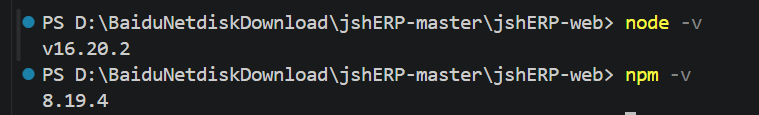 PS D:\BaiduNetdiskDownload\jshERP-master\jshERP-web> node -v
v16.20.2
PS D:\BaiduNetdiskDownload\jshERP-master\jshERP-web> npm -v
8.19.4